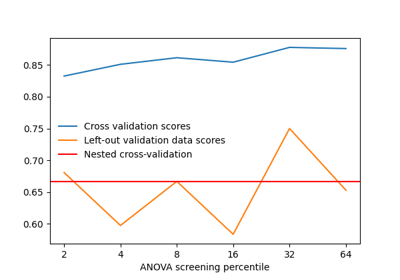 0.85
0.80
0.75
0.70
0.65
0.60
Cross validation scores
Left-out validation data scores
Nested cross-validation
2 4 8 16 32 64
ANOVA screening percentile